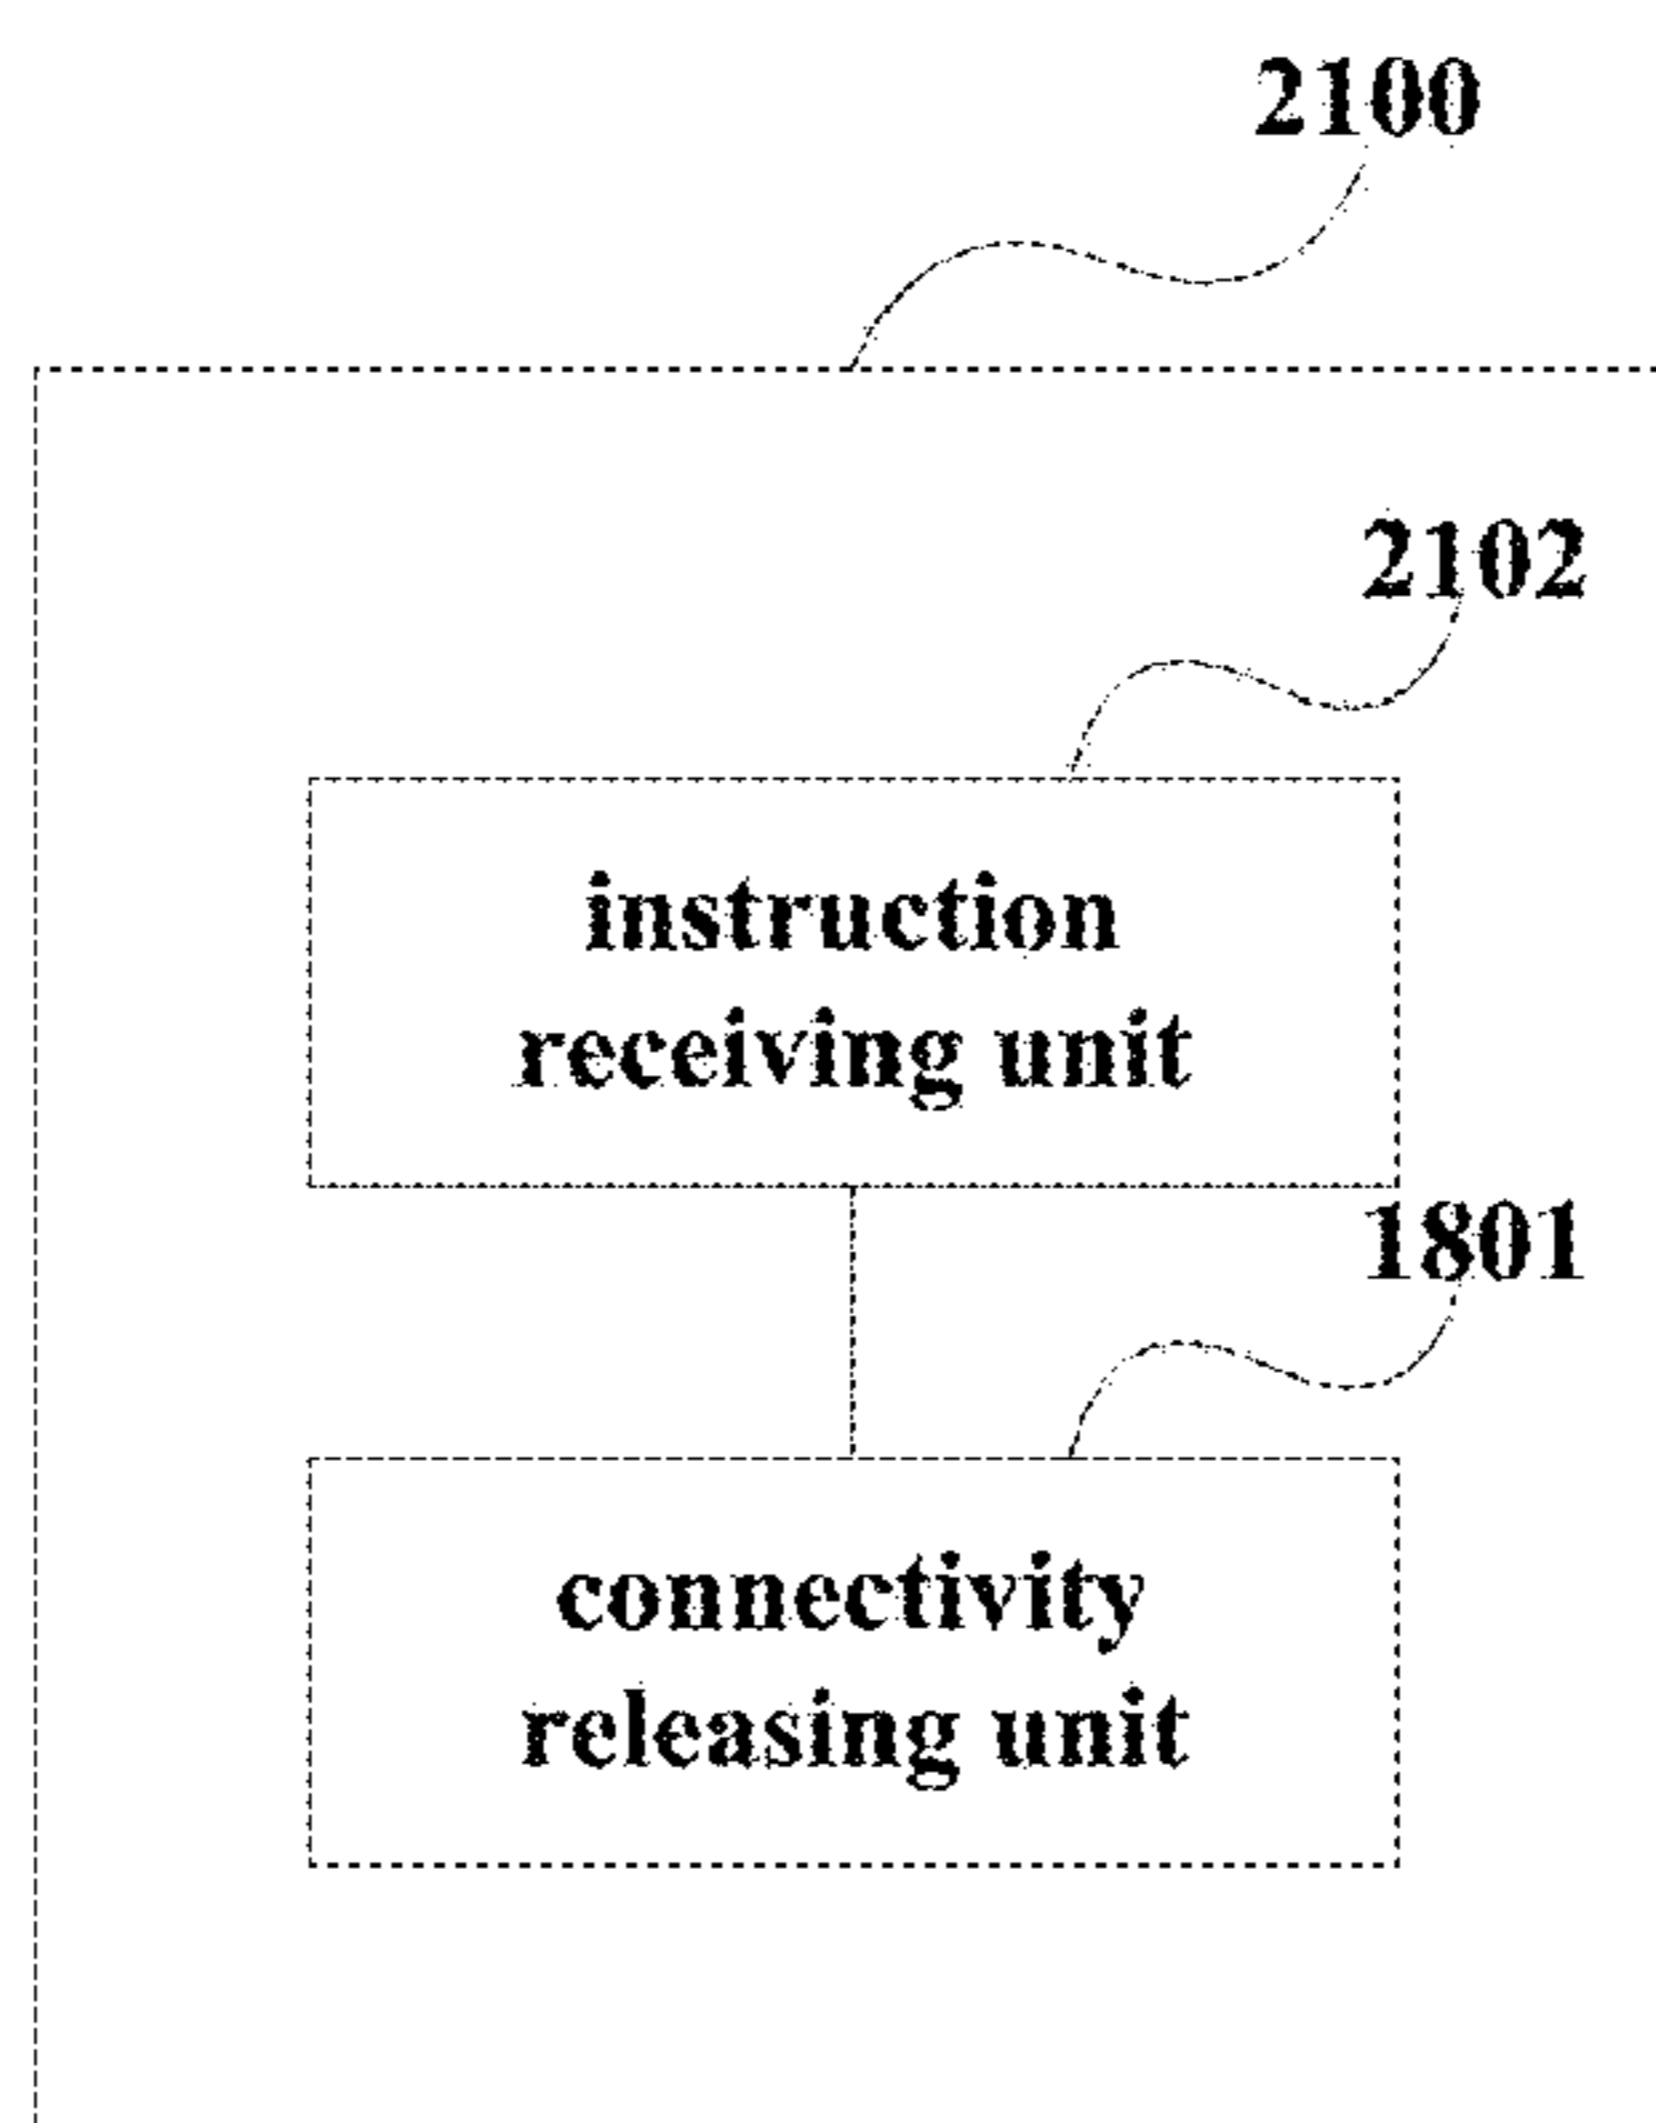 2100
2102
instruction
receiving unit
1801
connectivity
releasing unit